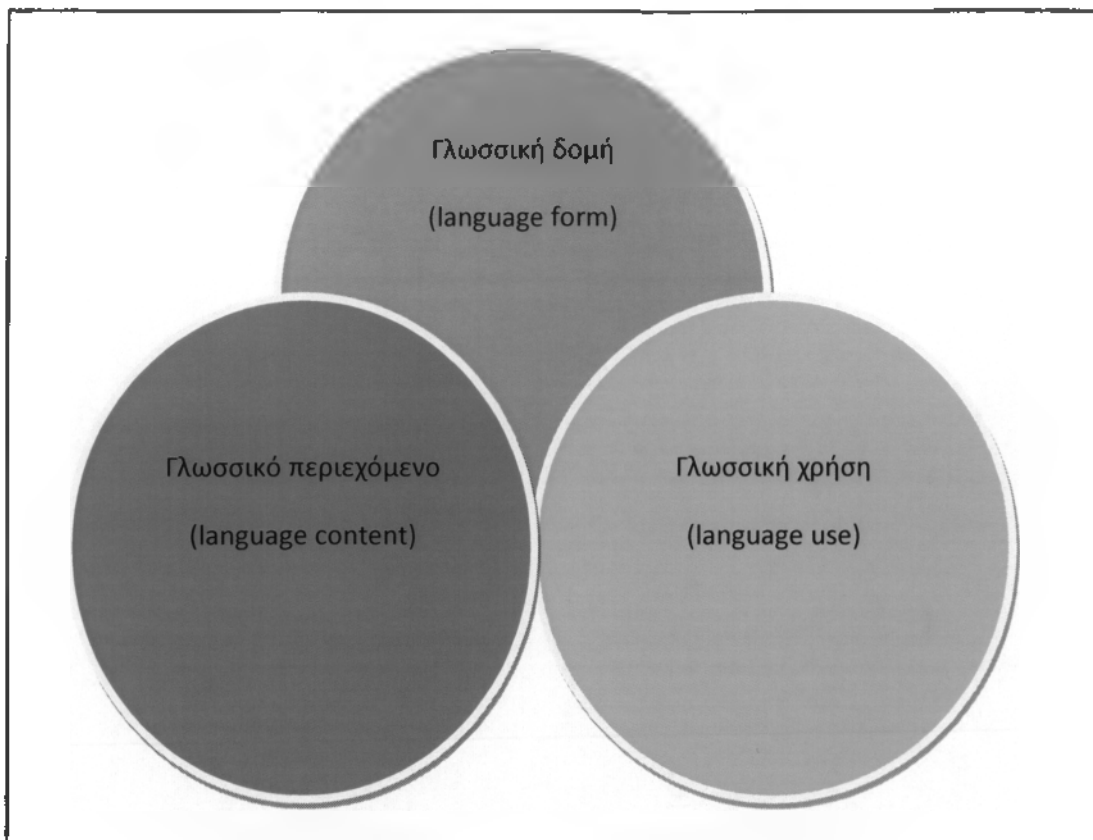 Γλωσσική δομή
(language form)
Γλωσσικό περιεχόμενο
(language content)
Γλωσσική χρήση
(language use)